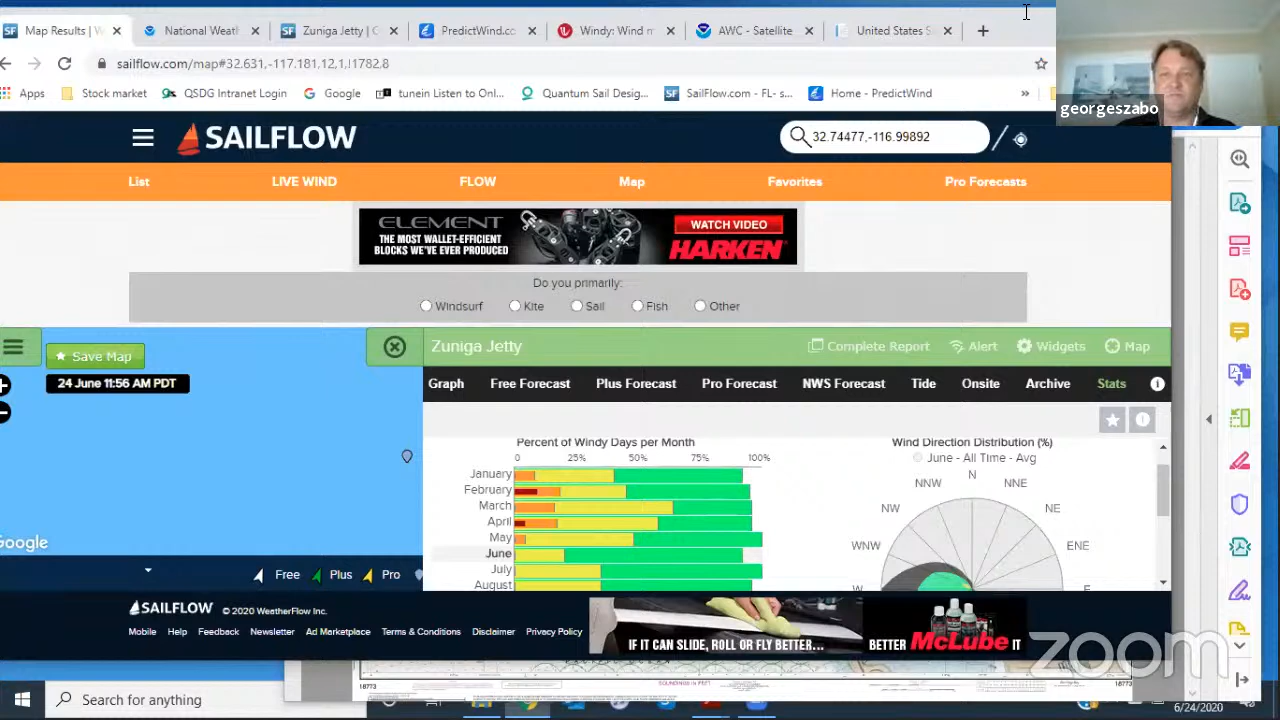 Map Results | W
National Weath
Zuniga Jetty | G
PredictWind.co
Windy: Wind m
AWC - Satellite
United States S
sailflow.com/map#32.631,-117.181,12,1,!1782,8
Apps
Stock market
QSDG Intranet Login
Google
tunein Listen to Onl...
Quantum Sail Desig...
SailFlow.com - FL- s...
Home - PredictWind
georgeszabo
SAILFLOW
32.74477,-116.99892
List
LIVE WIND
FLOW
Map
Favorites
Pro Forecasts
ELEMENT
THE MOST WALLET-EFFICIENT
BLOCKS WE'VE EVER PRODUCED
WATCH VIDEO
HARKEN
Do you primarily:
Windsurf
Kite
Sail
Fish
Other
Save Map
24 June 11:56 AM PDT
Zuniga Jetty
Complete Report
Alert
Widgets
Map
Graph
Free Forecast
Plus Forecast
Pro Forecast
NWS Forecast
Tide
Onsite
Archive
Stats
Percent of Windy Days per Month
0 25% 50% 75% 100%
January
February
March
April
May
June
July
August
Wind Direction Distribution (%)
June - All Time - Avg
N
NNW
NNE
NW
NE
WNW
ENE
W
E
Google
Free
Plus
Pro
SAILFLOW
© 2020 WeatherFlow Inc.
Mobile
Help
Feedback
Newsletter
Ad Marketplace
Terms & Conditions
Disclaimer
Privacy Policy
IF IT CAN SLIDE, ROLL OR FLY BETTER...
BETTER McLube IT
zoom
18773
SOUNDINGS IN FEET
18773
Search for anything
6/24/2020